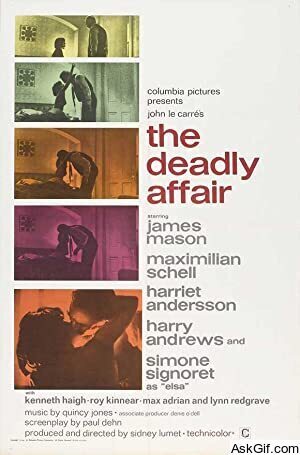 columbia pictures
presents
john le carré's
the
deadly
affair
starring
james
mason
maximilian
schell
harriet
andersson
harry
andrews and
simone
signoret
as "elsa"
with
kenneth haigh·roy kinnear·max adrian and lynn redgrave
music by quincy jones · associate producer denis o'dell
screenplay by paul dehn
produced and directed by sidney lumet · technicolor®
AskGif.com